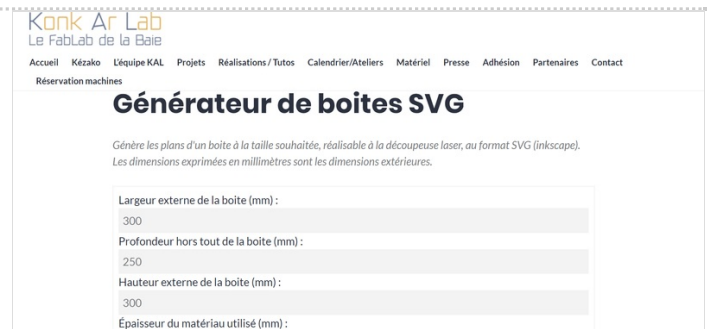 Konk Ar Lab
Le FabLab de la Baie
Accueil Kézako L'équipe KAL Projets Réalisations / Tutos Calendrier/Ateliers Matériel Presse Adhésion Partenaires Contact
Réservation machines
Générateur de boites SVG
Génère les plans d'un boite à la taille souhaitée, réalisable à la découpeuse laser, au format SVG (inkscape).
Les dimensions exprimées en millimètres sont les dimensions extérieures.
Largeur externe de la boite (mm) :
300
Profondeur hors tout de la boite (mm) :
250
Hauteur externe de la boite (mm) :
300
Épaisseur du matériau utilisé (mm) :